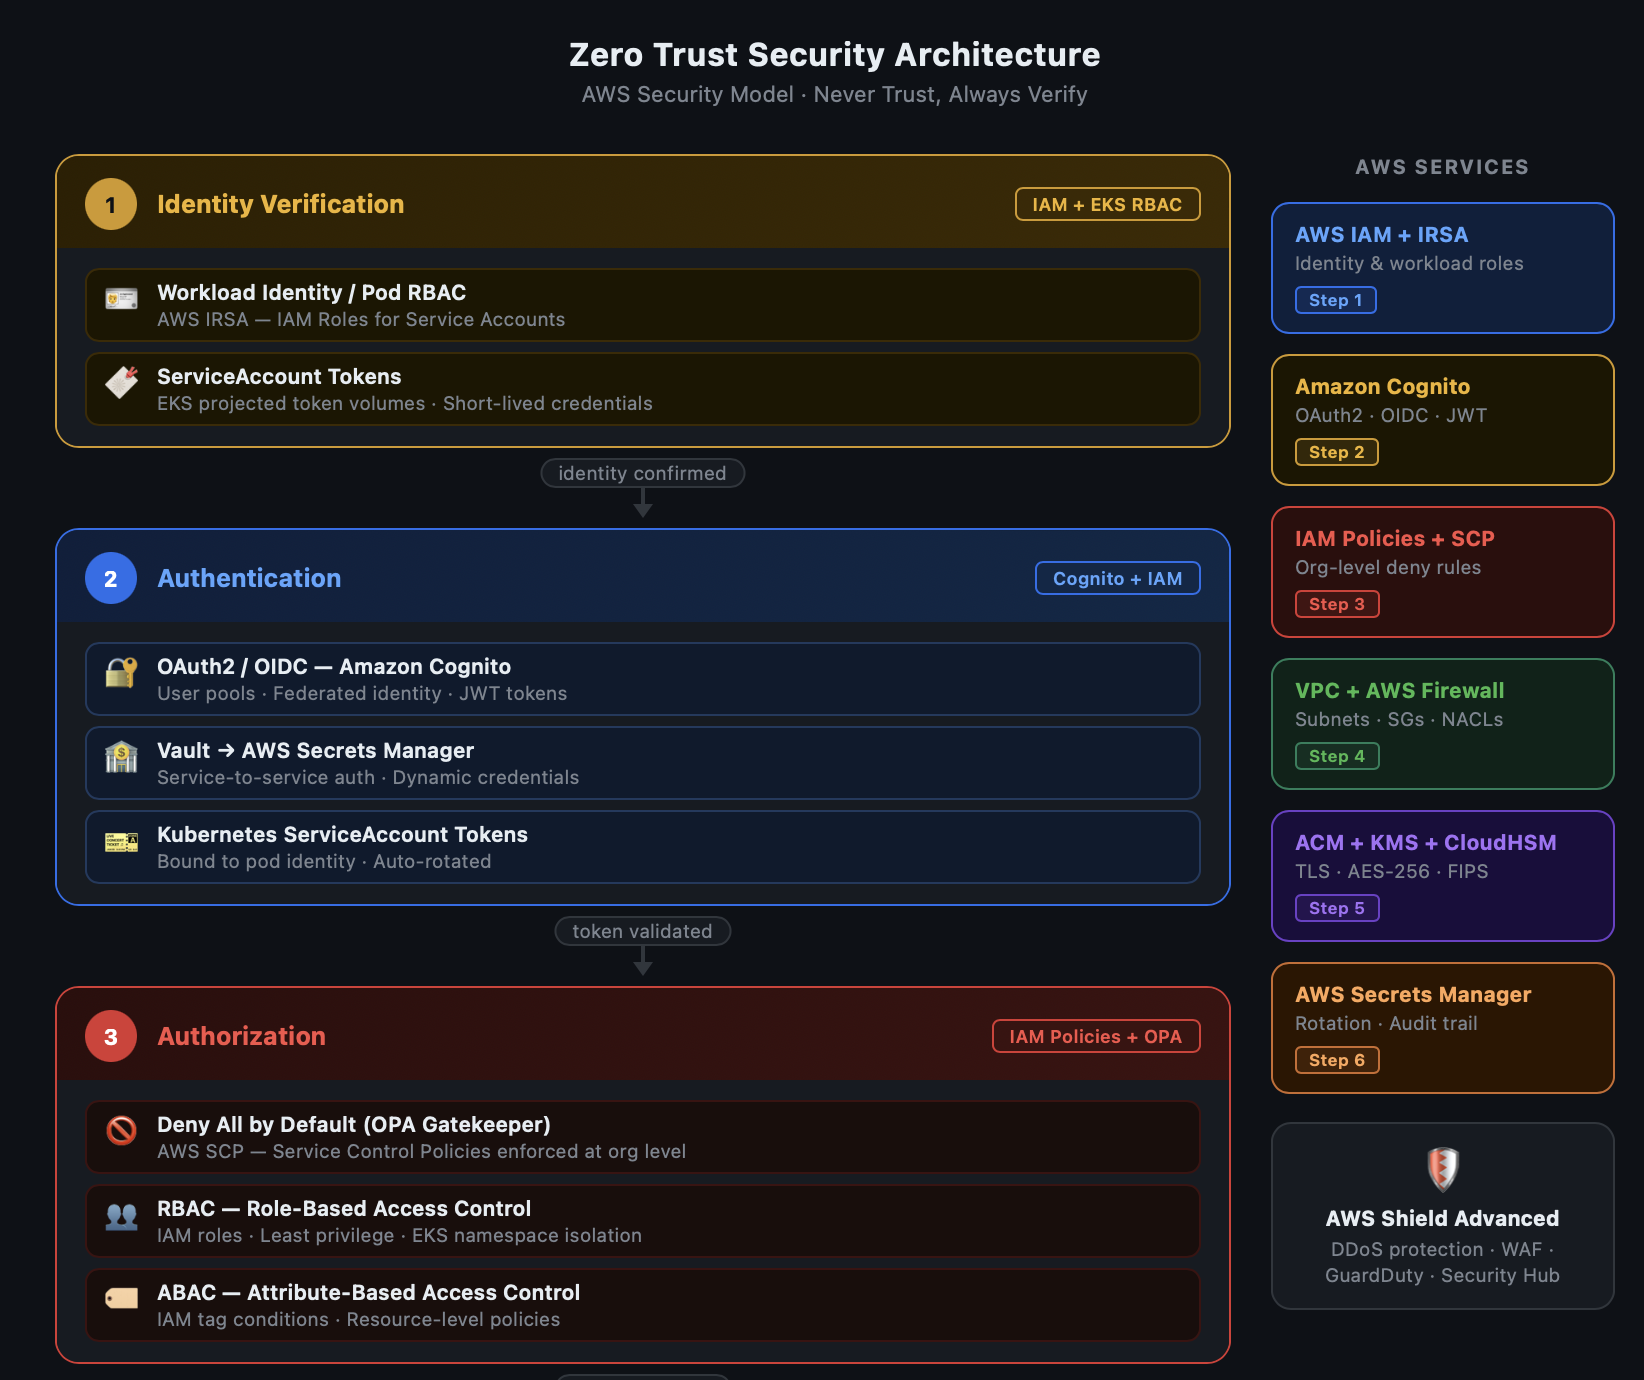 Zero Trust Security Architecture
AWS Security Model · Never Trust, Always Verify
1
Identity Verification
IAM + EKS RBAC
Workload Identity / Pod RBAC
AWS IRSA — IAM Roles for Service Accounts
ServiceAccount Tokens
EKS projected token volumes · Short-lived credentials
identity confirmed
2
Authentication
Cognito + IAM
OAuth2 / OIDC — Amazon Cognito
User pools · Federated identity · JWT tokens
Vault → AWS Secrets Manager
Service-to-service auth · Dynamic credentials
Kubernetes ServiceAccount Tokens
Bound to pod identity · Auto-rotated
token validated
3
Authorization
IAM Policies + OPA
Deny All by Default (OPA Gatekeeper)
AWS SCP — Service Control Policies enforced at org level
RBAC — Role-Based Access Control
IAM roles · Least privilege · EKS namespace isolation
ABAC — Attribute-Based Access Control
IAM tag conditions · Resource-level policies
AWS SERVICES
AWS IAM + IRSA
Identity & workload roles
Step 1
Amazon Cognito
OAuth2 · OIDC · JWT
Step 2
IAM Policies + SCP
Org-level deny rules
Step 3
VPC + AWS Firewall
Subnets · SGs · NACLs
Step 4
ACM + KMS + CloudHSM
TLS · AES-256 · FIPS
Step 5
AWS Secrets Manager
Rotation · Audit trail
Step 6
AWS Shield Advanced
DDoS protection · WAF ·
GuardDuty · Security Hub